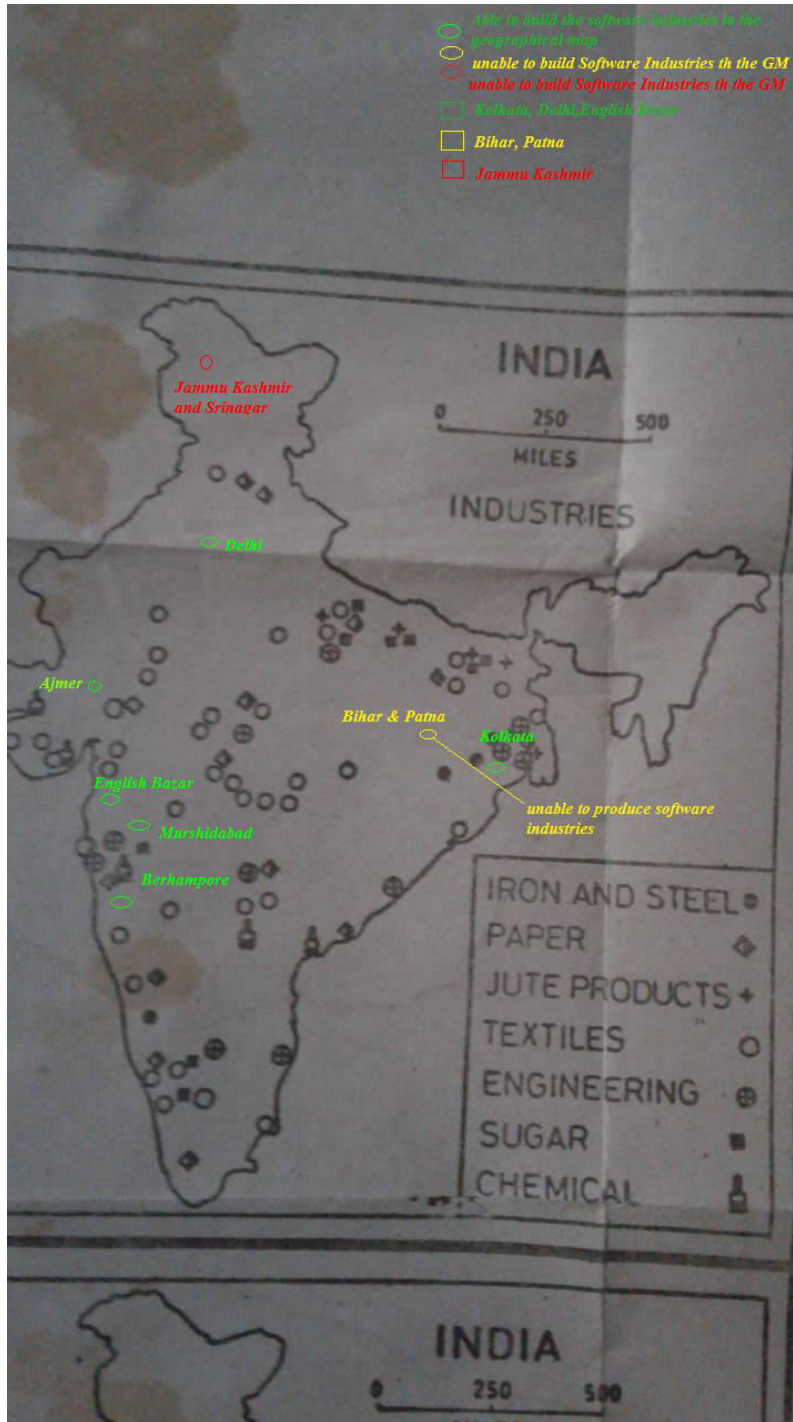 Able to build the software industries to the
geographical map
unable to build Software Industries th the GM
unable to build Software Industries th the GM
Kolkata, Delhi,English Bazar
Bihar, Patna
Jammu Kashmir
INDIA
0 250 500
MILES
INDUSTRIES
Jammu Kashmir
and Srinagar
Delhi
Ajmer
Bihar & Patna
Kolkata
English Bazar
unable to produce software
industries
Murshidabad
Berhampore
IRON AND STEEL
PAPER
JUTE PRODUCTS
TEXTILES
ENGINEERING
SUGAR
CHEMICAL
INDIA
0 250 500